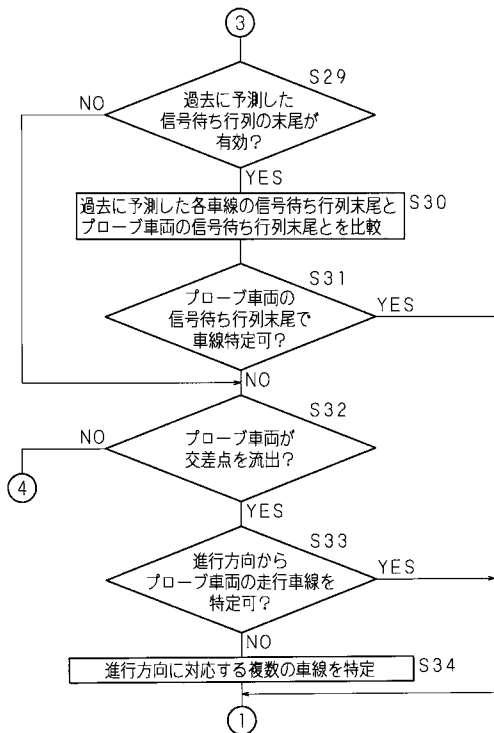 3
S29
NO
過去に予測した
信号待ち行列の末尾が
有効?
YES
過去に予測した各車線の信号待ち行列末尾と
プローブ車両の信号待ち行列末尾とを比較
S30
S31
プローブ車両の
信号待ち行列末尾で
車線特定可?
YES
NO
S32
NO
プローブ車両が
交差点を流出?
4
YES
S33
進行方向から
プローブ車両の走行車線を
特定可?
YES
NO
進行方向に対応する複数の車線を特定
S34
1